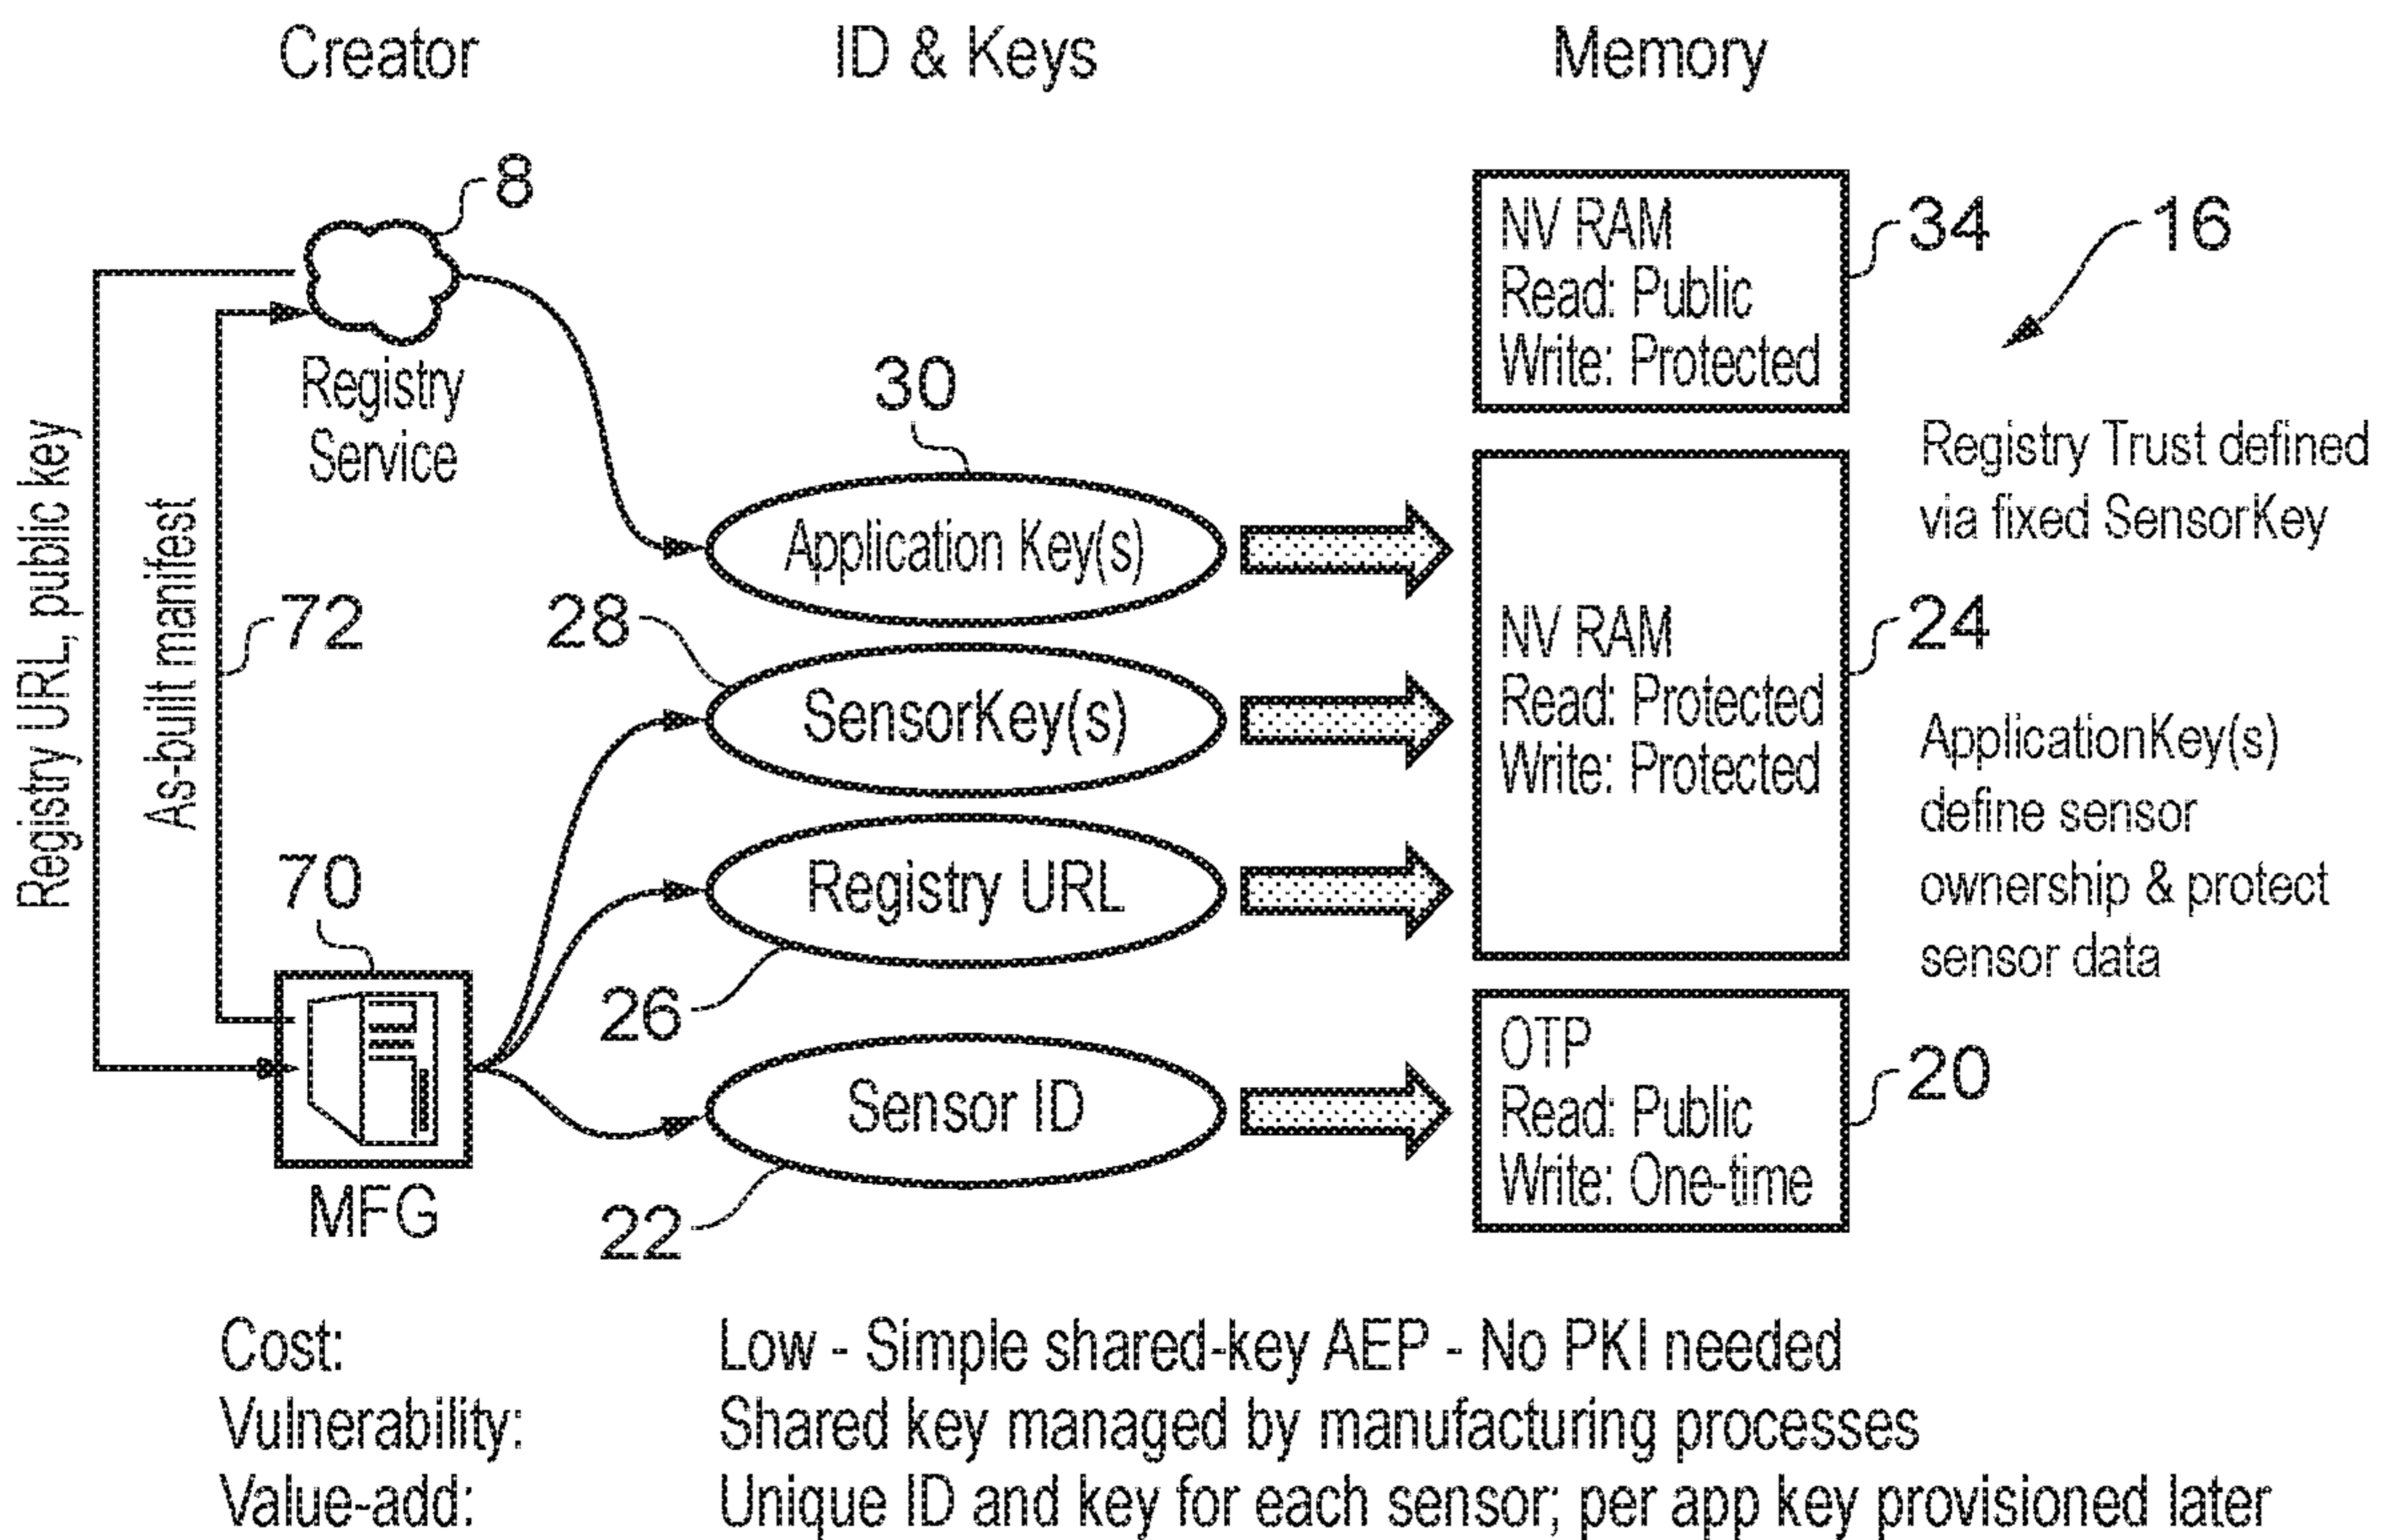 Creator
ID & Keys
Memory
8
Registry
Service
Registry URL, public key
As-built manifest
72
70
MFG
30
Application Key(s)
28
SensorKey(s)
Registry URL
26
Sensor ID
22
NV RAM
Read: Public
Write: Protected
34
16
NV RAM
Read: Protected
Write: Protected
24
OTP
Read: Public
Write: One-time
20
Registry Trust defined
via fixed SensorKey
ApplicationKey(s)
define sensor
ownership & protect
sensor data
Cost: Low - Simple shared-key AEP - No PKI needed
Vulnerability: Shared key managed by manufacturing processes
Value-add: Unique ID and key for each sensor; per app key provisioned later